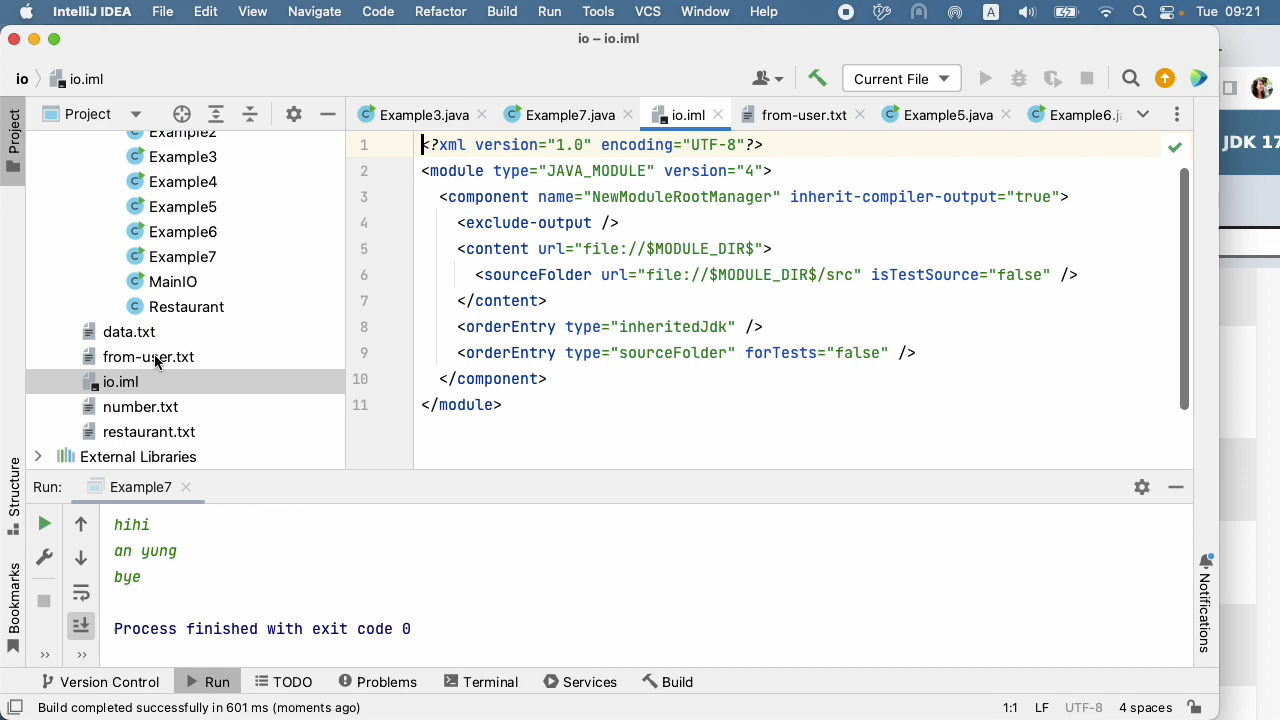 IntelliJ IDEA File Edit View Navigate Code Refactor Build Run Tools VCS Window Help A Tue 09:21
io – io.iml
io io.iml Current File
Project Example3.java Example7.java io.iml from-user.txt Example5.java Example6.j
Project
Example2
Example3
Example4
Example5
Example6
Example7
MainIO
Restaurant
data.txt
from-user.txt
io.iml
number.txt
restaurant.txt
External Libraries
1 <?xml version="1.0" encoding="UTF-8"?>
2 <module type="JAVA_MODULE" version="4">
3 <component name="NewModuleRootManager" inherit-compiler-output="true">
4 <exclude-output />
5 <content url="file://$MODULE_DIR$">
6 <sourceFolder url="file://$MODULE_DIR$/src" isTestSource="false" />
7 </content>
8 <orderEntry type="inheritedJdk" />
9 <orderEntry type="sourceFolder" forTests="false" />
10 </component>
11 </module>
JDK 17
Structure
Bookmarks
Run: Example7
hihi
an yung
bye
Process finished with exit code 0
Notifications
Version Control Run TODO Problems Terminal Services Build
Build completed successfully in 601 ms (moments ago) 1:1 LF UTF-8 4 spaces